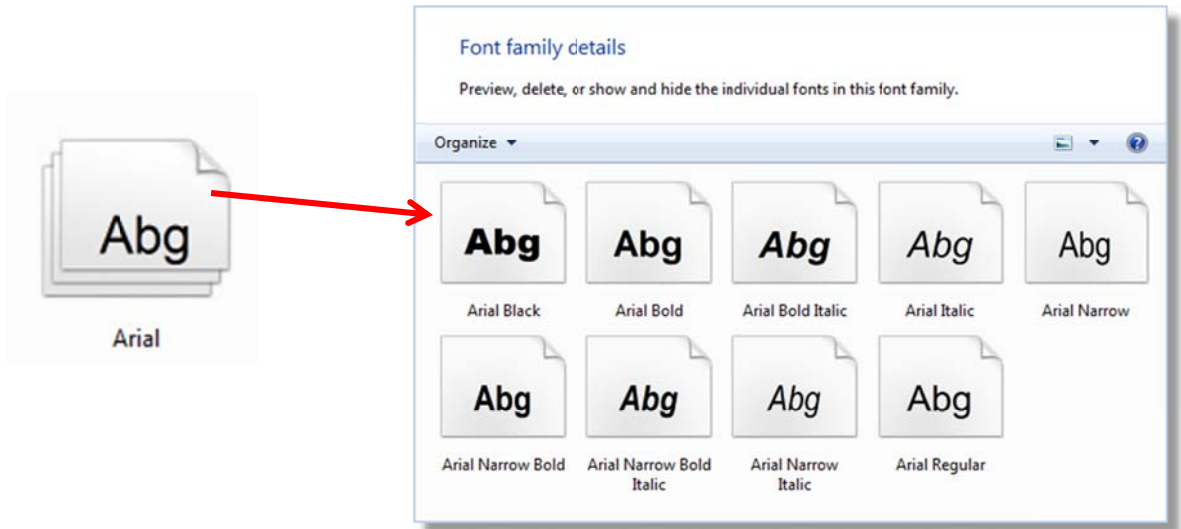 Font family details
Preview, delete, or show and hide the individual fonts in this font family.
Organize
Abg
Arial
Abg Abg Abg Abg Abg
Arial Black Arial Bold Arial Bold Italic Arial Italic Arial Narrow
Abg Abg Abg Abg
Arial Narrow Bold Arial Narrow Bold Arial Narrow Arial Regular
Italic Italic